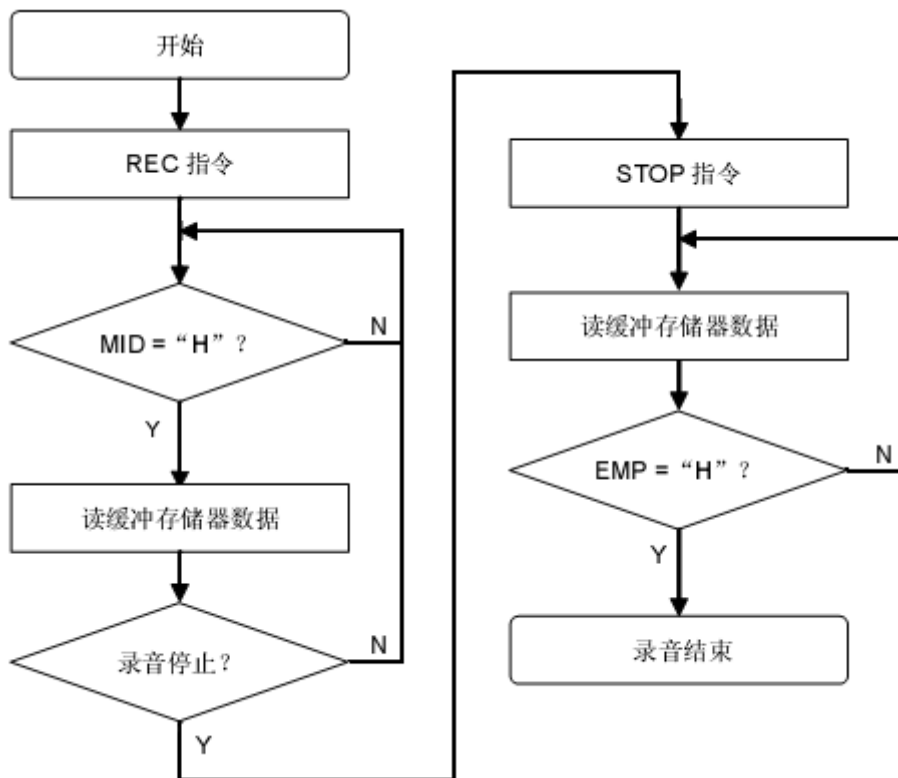 开始
REC 指令
MID = “H”？
N
Y
读缓冲存储器数据
录音停止？
N
Y
STOP 指令
读缓冲存储器数据
EMP = “H”？
N
Y
录音结束